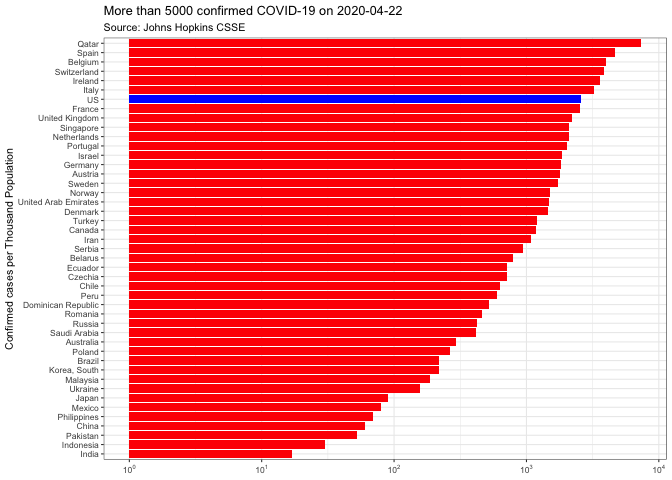 More than 5000 confirmed COVID-19 on 2020-04-22
Source: Johns Hopkins CSSE
Confirmed cases per Thousand Population
Qatar
Spain
Belgium
Switzerland
Ireland
Italy
US
France
United Kingdom
Singapore
Netherlands
Portugal
Israel
Germany
Austria
Sweden
Norway
United Arab Emirates
Denmark
Turkey
Canada
Iran
Serbia
Belarus
Ecuador
Czechia
Chile
Peru
Dominican Republic
Romania
Russia
Saudi Arabia
Australia
Poland
Brazil
Korea, South
Malaysia
Ukraine
Japan
Mexico
Philippines
China
Pakistan
Indonesia
India
10⁰ 10¹ 10² 10³ 10⁴